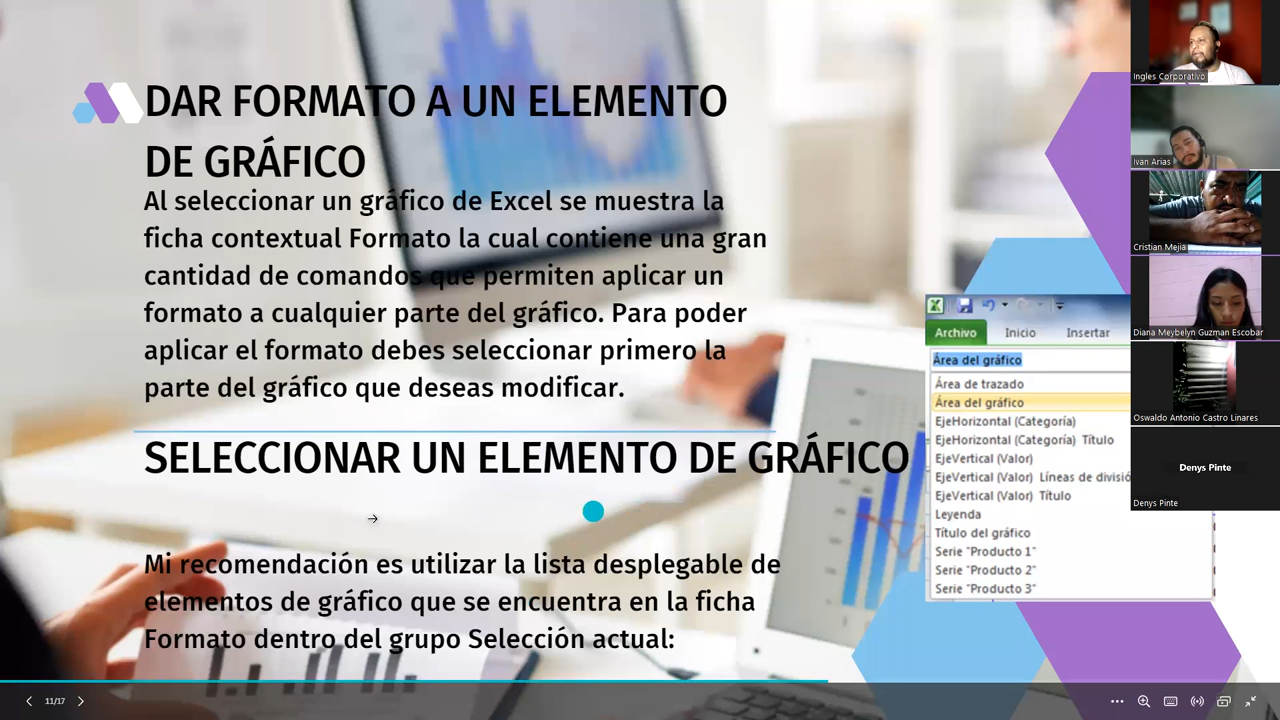 DAR FORMATO A UN ELEMENTO
DE GRÁFICO
Al seleccionar un gráfico de Excel se muestra la
ficha contextual Formato la cual contiene una gran
cantidad de comandos que permiten aplicar un
formato a cualquier parte del gráfico. Para poder
aplicar el formato debes seleccionar primero la
parte del gráfico que deseas modificar.
SELECCIONAR UN ELEMENTO DE GRÁFICO
Mi recomendación es utilizar la lista desplegable de
elementos de gráfico que se encuentra en la ficha
Formato dentro del grupo Selección actual:
Archivo Inicio Insertar
Área del gráfico
Área de trazado
Área del gráfico
EjeHorizontal (Categoría)
EjeHorizontal (Categoría) Título
EjeVertical (Valor)
EjeVertical (Valor) Líneas de divisió
EjeVertical (Valor) Título
Leyenda
Título del gráfico
Serie "Producto 1"
Serie "Producto 2"
Serie "Producto 3"
Ingles Corporativo
Ivan Arias
Cristian Mejia
Diana Meybelyn Guzman Escobar
Oswaldo Antonio Castro Linares
Denys Pinte
Denys Pinte
11/17